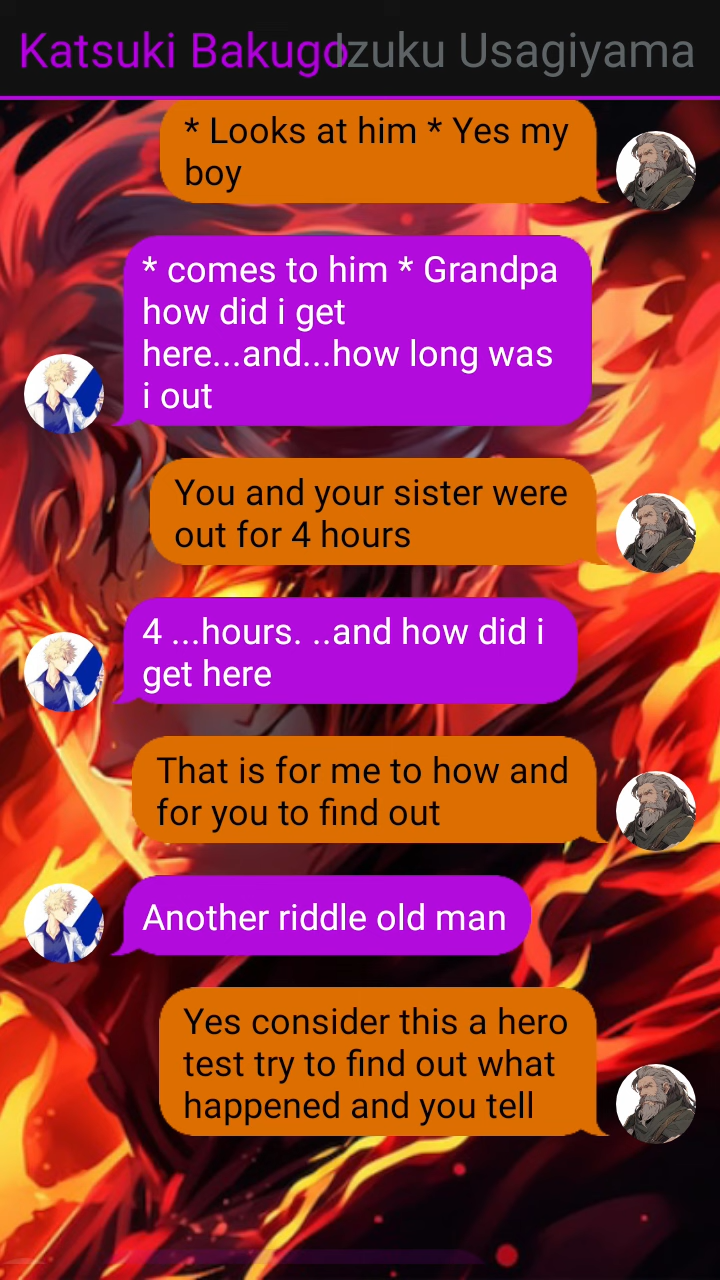 Katsuki Bakugo Izuku Usagiyama
* Looks at him * Yes my
boy
* comes to him * Grandpa
how did i get
here...and...how long was
i out
You and your sister were
out for 4 hours
4 ...hours. ..and how did i
get here
That is for me to how and
for you to find out
Another riddle old man
Yes consider this a hero
test try to find out what
happened and you tell